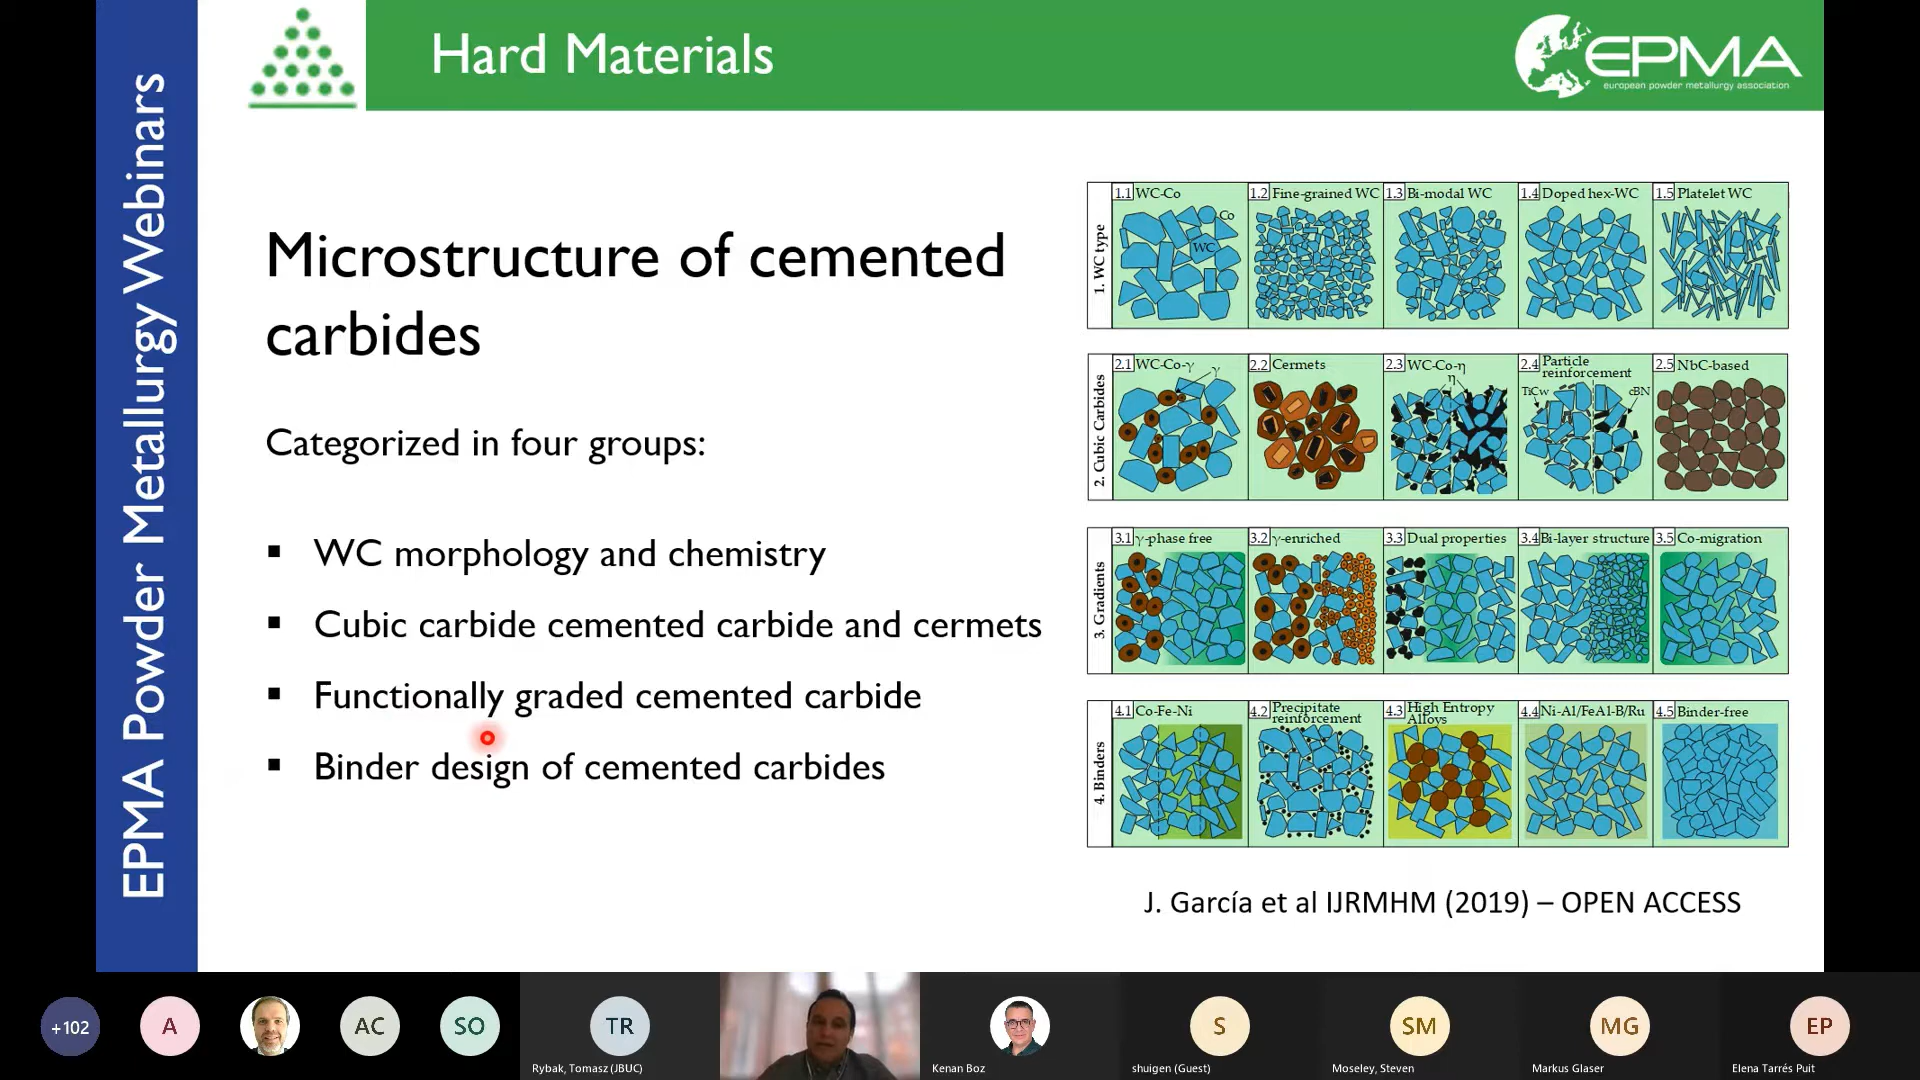 EPMA Powder Metallurgy Webinars
Hard Materials
EPMA
european powder metallurgy association
Microstructure of cemented
carbides
Categorized in four groups:
▪ WC morphology and chemistry
▪ Cubic carbide cemented carbide and cermets
▪ Functionally graded cemented carbide
▪ Binder design of cemented carbides
1. WC type
1.1 WC-Co
Co
WC
1.2 Fine-grained WC
1.3 Bi-modal WC
1.4 Doped hex-WC
1.5 Platelet WC
2. Cubic Carbides
2.1 WC-Co-γ
γ
2.2 Cermets
2.3 WC-Co-η
η
2.4 Particle
reinforcement
TiCw
cBN
2.5 NbC-based
3. Gradients
3.1 γ-phase free
3.2 γ-enriched
3.3 Dual properties
3.4 Bi-layer structure
3.5 Co-migration
4. Binders
4.1 Co-Fe-Ni
4.2 Precipitate
reinforcement
4.3 High Entropy
Alloys
4.4 Ni-Al/FeAl-B/Ru
4.5 Binder-free
J. García et al IJRMHM (2019) – OPEN ACCESS
+102
A
AC
SO
TR
Rybak, Tomasz (JBUC)
Kenan Boz
S
shuigen (Guest)
SM
Moseley, Steven
MG
Markus Glaser
EP
Elena Tarrés Puit